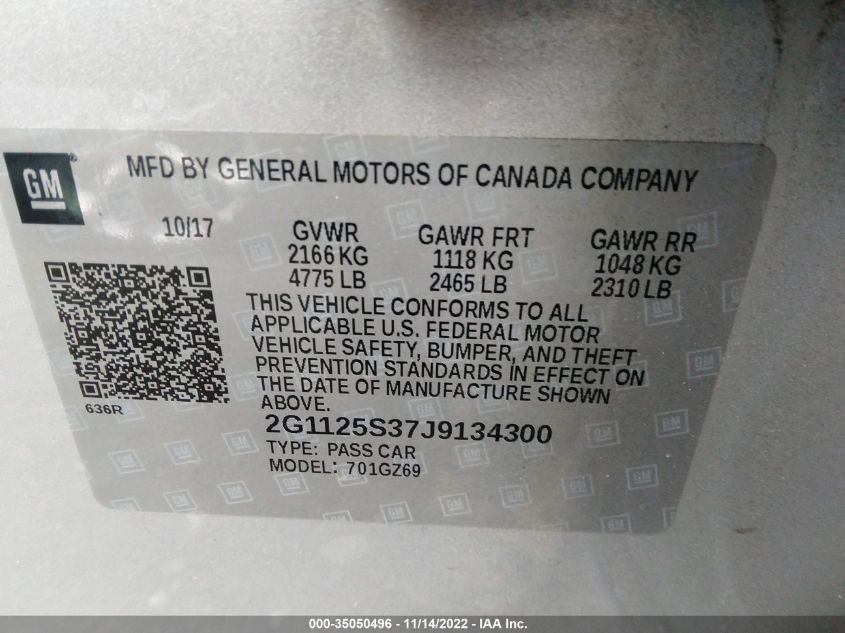 GM
MFD BY GENERAL MOTORS OF CANADA COMPANY
10/17
GVWR
2166 KG
4775 LB
GAWR FRT
1118 KG
2465 LB
GAWR RR
1048 KG
2310 LB
THIS VEHICLE CONFORMS TO ALL
APPLICABLE U.S. FEDERAL MOTOR
VEHICLE SAFETY, BUMPER, AND THEFT
PREVENTION STANDARDS IN EFFECT ON
THE DATE OF MANUFACTURE SHOWN
ABOVE.
636R
2G1125S37J9134300
TYPE: PASS CAR
MODEL: 701GZ69
000-35050496 - 11/14/2022 - IAA Inc.